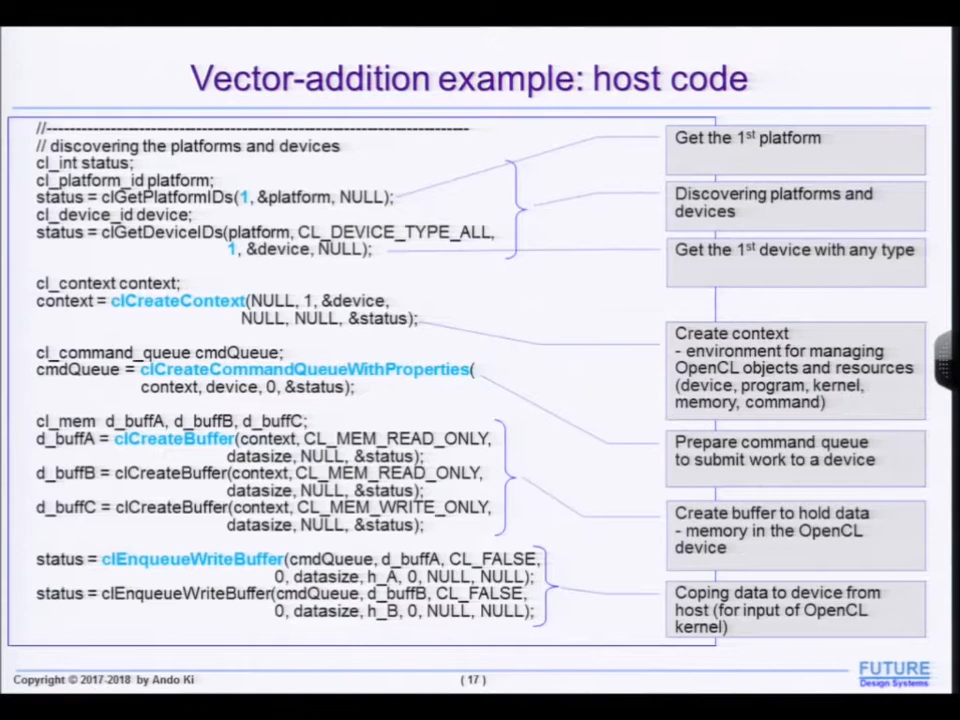 Vector-addition example: host code
//------------------------------------------------------------------------
// discovering the platforms and devices
cl_int status;
cl_platform_id platform;
status = clGetPlatformIDs(1, &platform, NULL);
cl_device_id device;
status = clGetDeviceIDs(platform, CL_DEVICE_TYPE_ALL,
1, &device, NULL);
cl_context context;
context = clCreateContext(NULL, 1, &device,
NULL, NULL, &status);
cl_command_queue cmdQueue;
cmdQueue = clCreateCommandQueueWithProperties(
context, device, 0, &status);
cl_mem d_buffA, d_buffB, d_buffC;
d_buffA = clCreateBuffer(context, CL_MEM_READ_ONLY,
datasize, NULL, &status);
d_buffB = clCreateBuffer(context, CL_MEM_READ_ONLY,
datasize, NULL, &status);
d_buffC = clCreateBuffer(context, CL_MEM_WRITE_ONLY,
datasize, NULL, &status);
status = clEnqueueWriteBuffer(cmdQueue, d_buffA, CL_FALSE,
0, datasize, h_A, 0, NULL, NULL);
status = clEnqueueWriteBuffer(cmdQueue, d_buffB, CL_FALSE,
0, datasize, h_B, 0, NULL, NULL);
Get the 1st platform
Discovering platforms and
devices
Get the 1st device with any type
Create context
- environment for managing
OpenCL objects and resources
(device, program, kernel,
memory, command)
Prepare command queue
to submit work to a device
Create buffer to hold data
- memory in the OpenCL
device
Coping data to device from
host (for input of OpenCL
kernel)
Copyright © 2017-2018 by Ando Ki
( 17 )
FUTURE
Design Systems